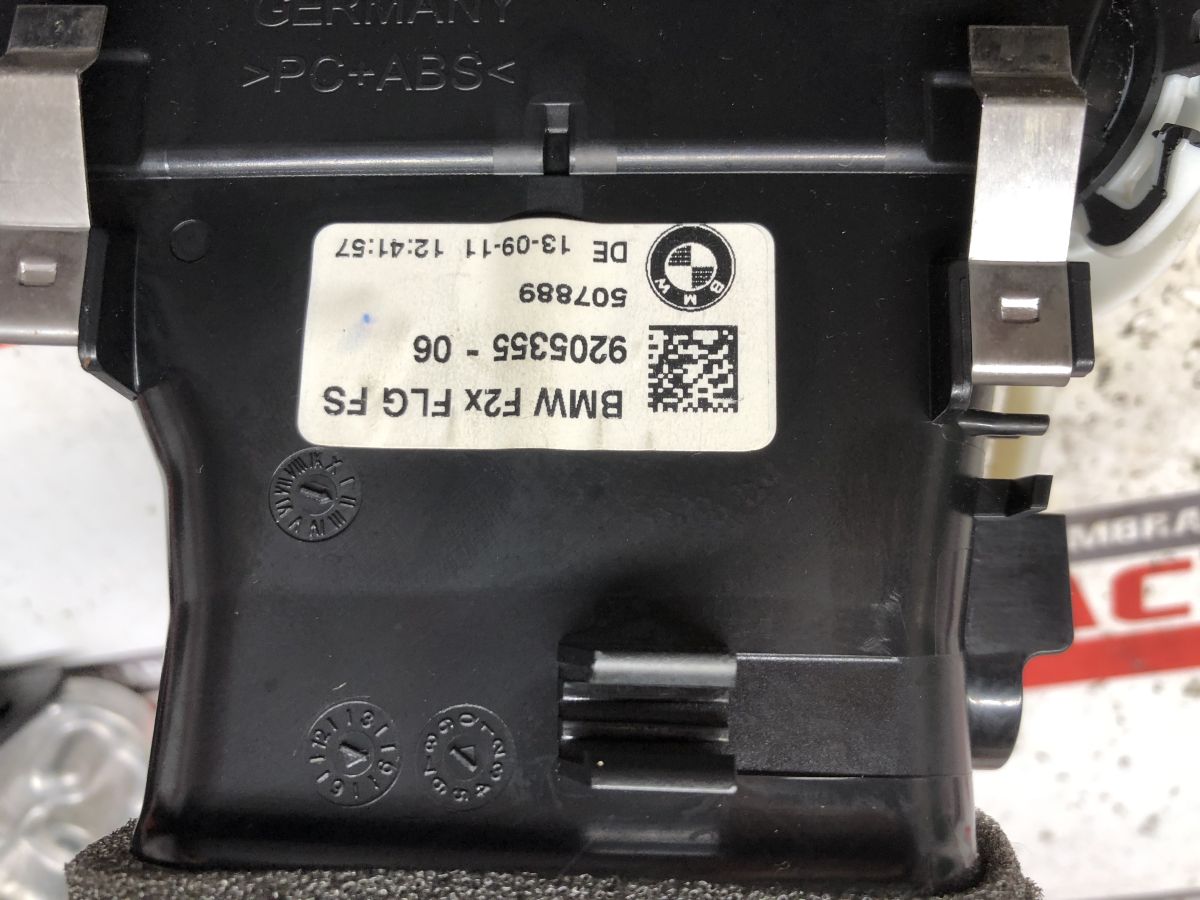 GERMANY
>PC+ABS<
BMW F2x FLG FS
9205355 - 06
507889
DE 13-09-11 12:41:57
BMW